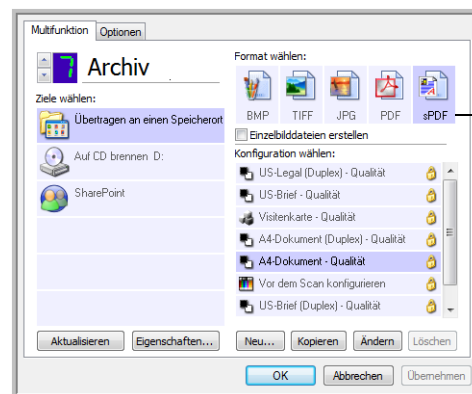 Multifunktion Optionen
7 Archiv
Ziele wählen:
Übertragen an einen Speicherort
Auf CD brennen D:
SharePoint
Format wählen:
BMP TIFF JPG PDF sPDF
Einzelbilddateien erstellen
Konfiguration wählen:
US-Legal (Duplex) - Qualität
US-Brief - Qualität
Visitenkarte - Qualität
A4-Dokument (Duplex) - Qualität
A4-Dokument - Qualität
Vor dem Scan konfigurieren
US-Brief (Duplex) - Qualität
Aktualisieren Eigenschaften... Neu... Kopieren Ändern Löschen
OK Abbrechen Übernehmen